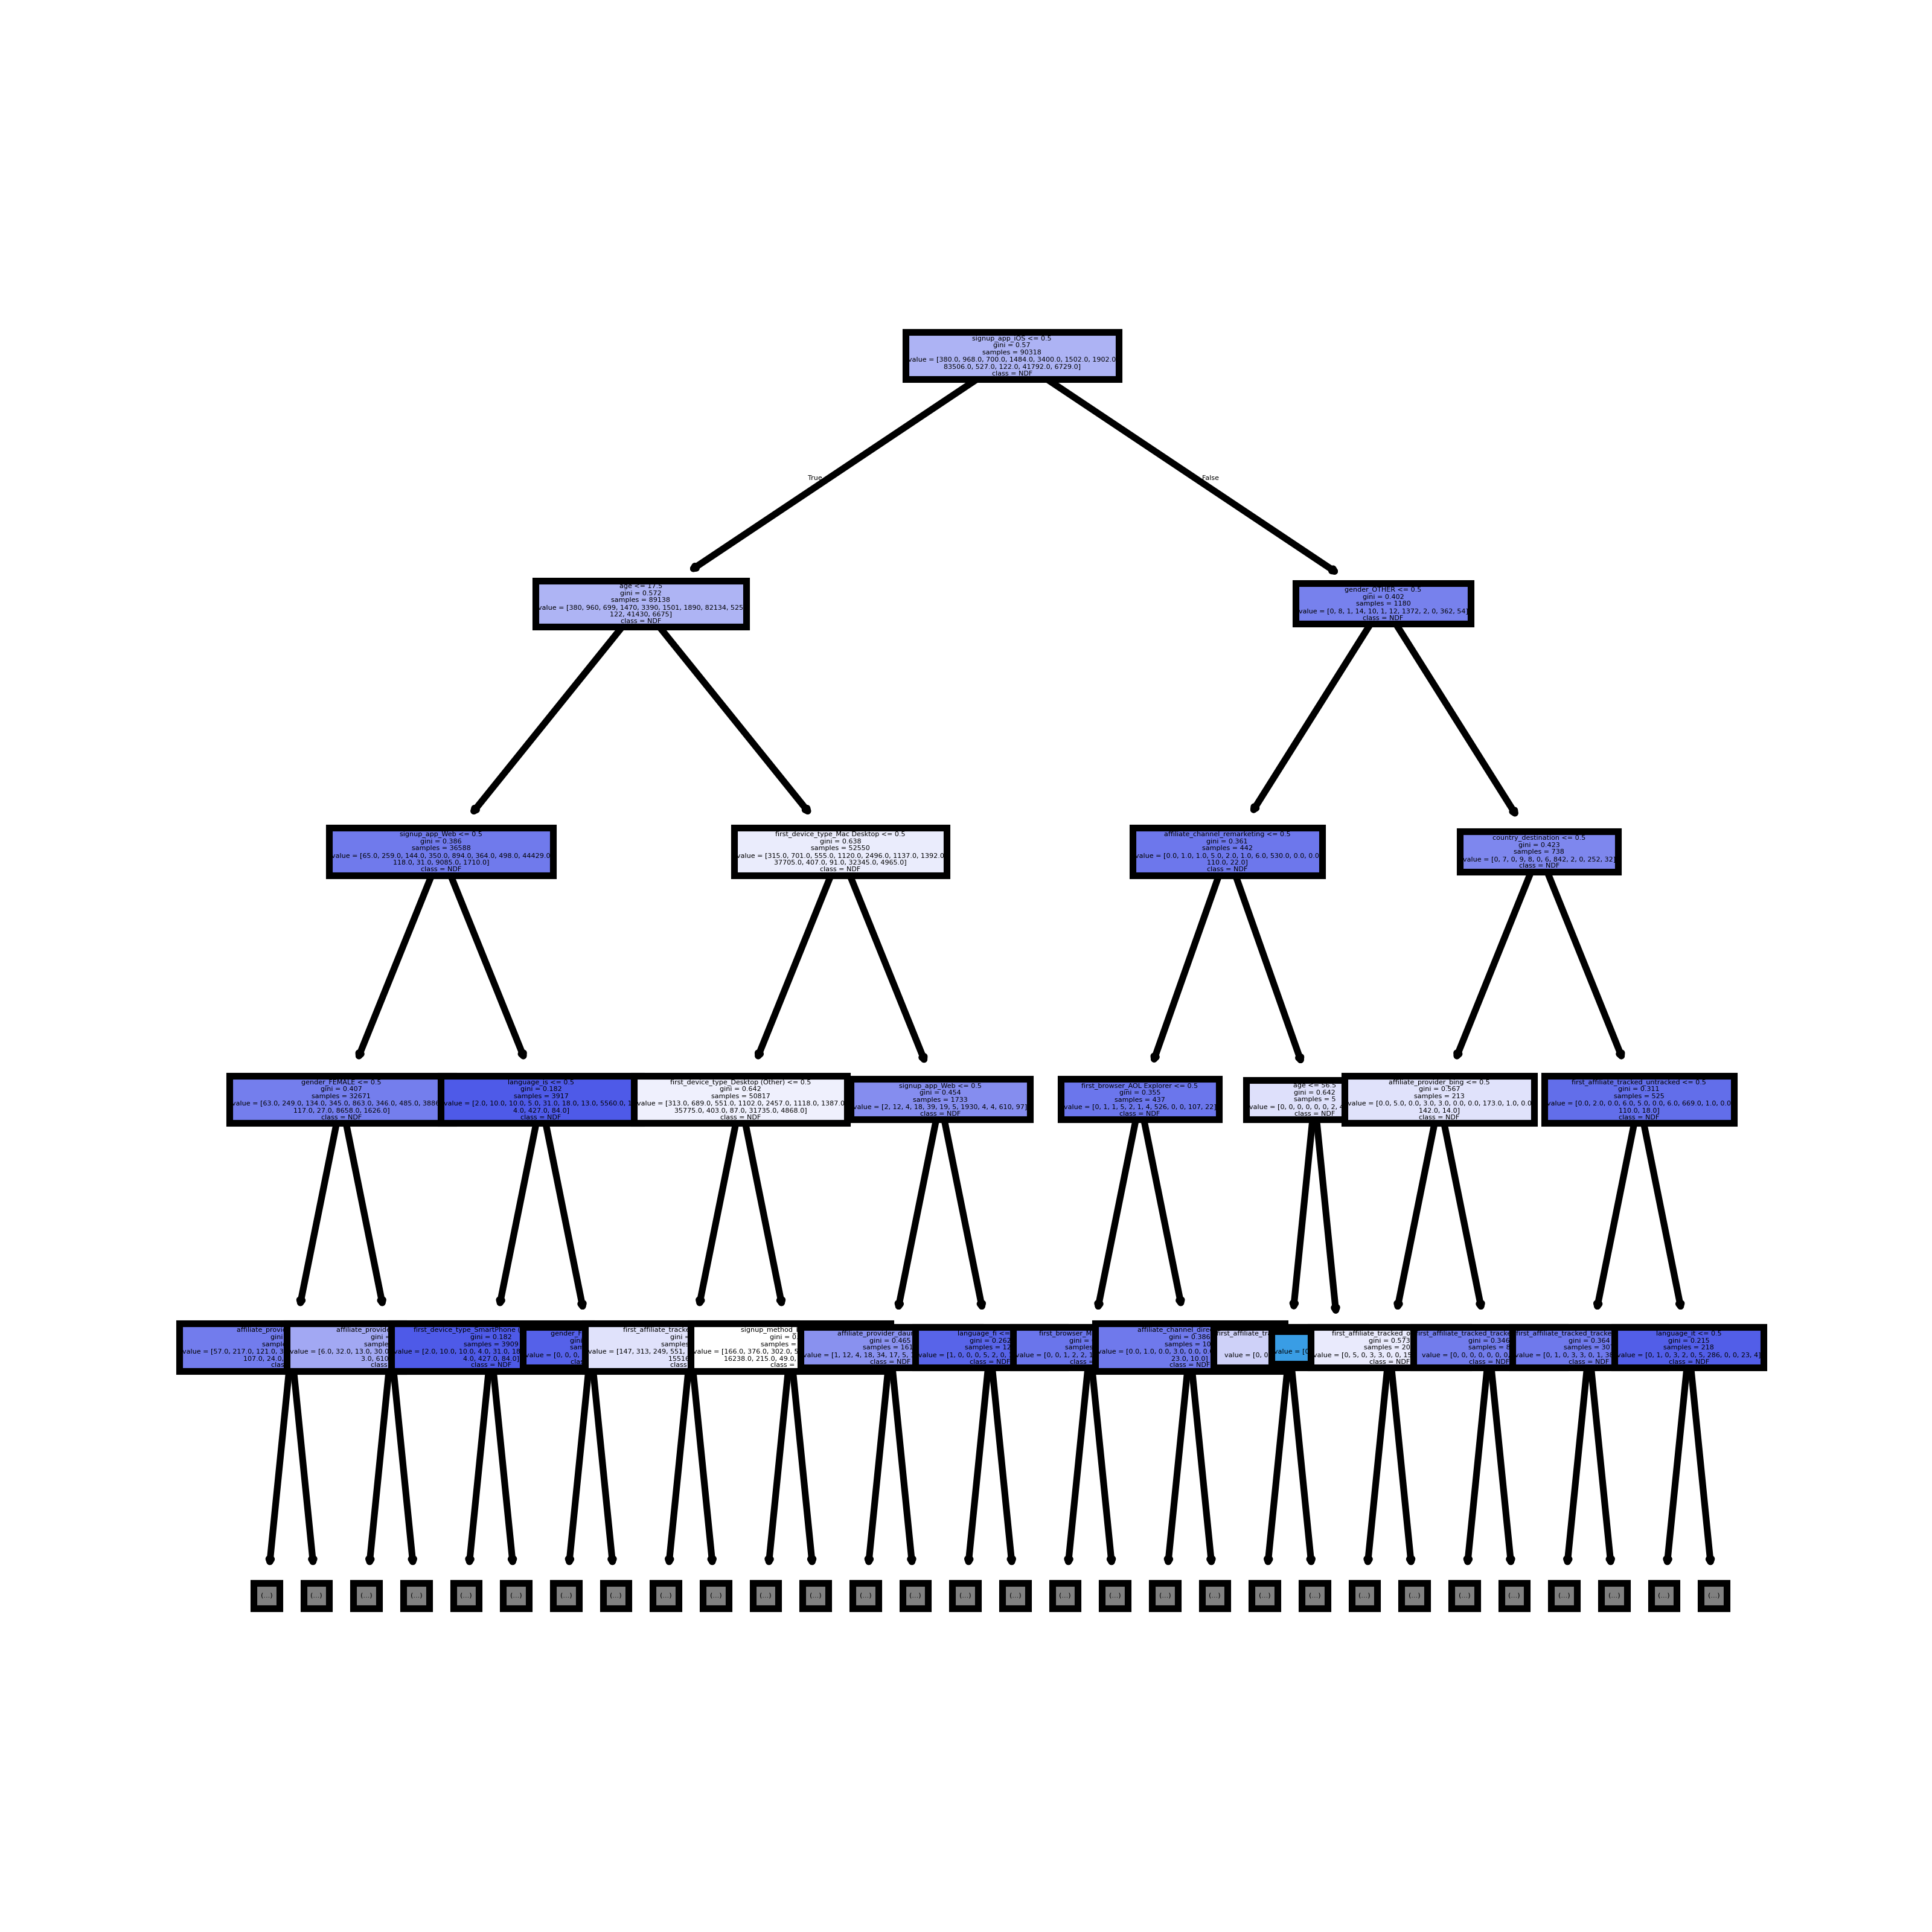 signup_app_iOS <= 0.5
gini = 0.57
samples = 90318
value = [380.0, 968.0, 700.0, 1484.0, 3400.0, 1502.0, 1902.0
83506.0, 527.0, 122.0, 41792.0, 6729.0]
class = NDF
True
False
age <= 17.5
gini = 0.572
samples = 89138
value = [380, 960, 699, 1470, 3390, 1501, 1890, 82134, 525
122, 41430, 6675]
class = NDF
gender_OTHER <= 0.5
gini = 0.402
samples = 1180
value = [0, 8, 1, 14, 10, 1, 12, 1372, 2, 0, 362, 54]
class = NDF
signup_app_Web <= 0.5
gini = 0.386
samples = 36588
value = [65.0, 259.0, 144.0, 350.0, 894.0, 364.0, 498.0, 44429.0
118.0, 31.0, 9085.0, 1710.0]
class = NDF
first_device_type_Mac Desktop <= 0.5
gini = 0.638
samples = 52550
value = [315.0, 701.0, 555.0, 1120.0, 2496.0, 1137.0, 1392.0
37705.0, 407.0, 91.0, 32345.0, 4965.0]
class = NDF
affiliate_channel_remarketing <= 0.5
gini = 0.361
samples = 442
value = [0.0, 1.0, 1.0, 5.0, 2.0, 1.0, 6.0, 530.0, 0.0, 0.0
110.0, 22.0]
class = NDF
country_destination <= 0.5
gini = 0.423
samples = 738
value = [0, 7, 0, 9, 8, 0, 6, 842, 2, 0, 252, 32]
class = NDF
gender_FEMALE <= 0.5
gini = 0.407
samples = 32671
value = [63.0, 249.0, 134.0, 345.0, 863.0, 346.0, 485.0, 3886
117.0, 27.0, 8658.0, 1626.0]
class = NDF
language_is <= 0.5
gini = 0.182
samples = 3917
value = [2.0, 10.0, 10.0, 5.0, 31.0, 18.0, 13.0, 5560.0, 1
4.0, 427.0, 84.0]
class = NDF
first_device_type_Desktop (Other) <= 0.5
gini = 0.642
samples = 50817
value = [313.0, 689.0, 551.0, 1102.0, 2457.0, 1118.0, 1387.0
35775.0, 403.0, 87.0, 31735.0, 4868.0]
class = NDF
signup_app_Web <= 0.5
gini = 0.454
samples = 1733
value = [2, 12, 4, 18, 39, 19, 5, 1930, 4, 4, 610, 97]
class = NDF
first_browser_AOL Explorer <= 0.5
gini = 0.355
samples = 437
value = [0, 1, 1, 5, 2, 1, 4, 526, 0, 0, 107, 22]
class = NDF
age <= 56.5
gini = 0.642
samples = 5
value = [0, 0, 0, 0, 0, 2, 4
class = NDF
affiliate_provider_bing <= 0.5
gini = 0.567
samples = 213
value = [0.0, 5.0, 0.0, 3.0, 3.0, 0.0, 0.0, 173.0, 1.0, 0.0
142.0, 14.0]
class = NDF
first_affiliate_tracked_untracked <= 0.5
gini = 0.311
samples = 525
value = [0.0, 2.0, 0.0, 6.0, 5.0, 0.0, 6.0, 669.0, 1.0, 0.0
110.0, 18.0]
class = NDF
affiliate_provi
gini
sample
value = [57.0, 217.0, 121.0, 3
107.0, 24.0,
clas
affiliate_provide
gini =
sample
value = [6.0, 32.0, 13.0, 30.0
3.0, 610
class
first_device_type_SmartPhone
gini = 0.182
samples = 3909
value = [2.0, 10.0, 10.0, 4.0, 31.0, 18
4.0, 427.0, 84.0]
class = NDF
gender_F
gini
sam
value = [0, 0, 0,
class
first_affiliate_tracke
gini =
samples
value = [147, 313, 249, 551,
15516
class
signup_method
gini = 0.
samples =
value = [166.0, 376.0, 302.0, 5
16238.0, 215.0, 49.0,
class =
affiliate_provider_dau
gini = 0.465
samples = 161
value = [1, 12, 4, 18, 34, 17, 5,
class = NDF
language_fi <=
gini = 0.262
samples = 12
value = [1, 0, 0, 0, 5, 2, 0,
class = NDF
first_browser_M
gini =
samples
value = [0, 0, 1, 2, 2, 1
class =
affiliate_channel_dire
gini = 0.386
samples = 10
value = [0.0, 1.0, 0.0, 3.0, 0.0, 0.0
23.0, 10.0]
class = NDF
first_affiliate_tr
value = [0, 0
value = [0
first_affiliate_tracked_o
gini = 0.573
samples = 20
value = [0, 5, 0, 3, 3, 0, 0, 15
class = NDF
first_affiliate_tracked_tracke
gini = 0.346
samples = 8
value = [0, 0, 0, 0, 0, 0, 0
class = NDF
first_affiliate_tracked_tracke
gini = 0.364
samples = 30
value = [0, 1, 0, 3, 3, 0, 1, 38
class = NDF
language_it <= 0.5
gini = 0.215
samples = 218
value = [0, 1, 0, 3, 2, 0, 5, 286, 0, 0, 23, 4]
class = NDF
(...) (...) (...) (...) (...) (...) (...) (...) (...) (...) (...) (...) (...) (...) (...) (...) (...) (...) (...) (...) (...) (...) (...) (...) (...) (...) (...) (...) (...) (...)